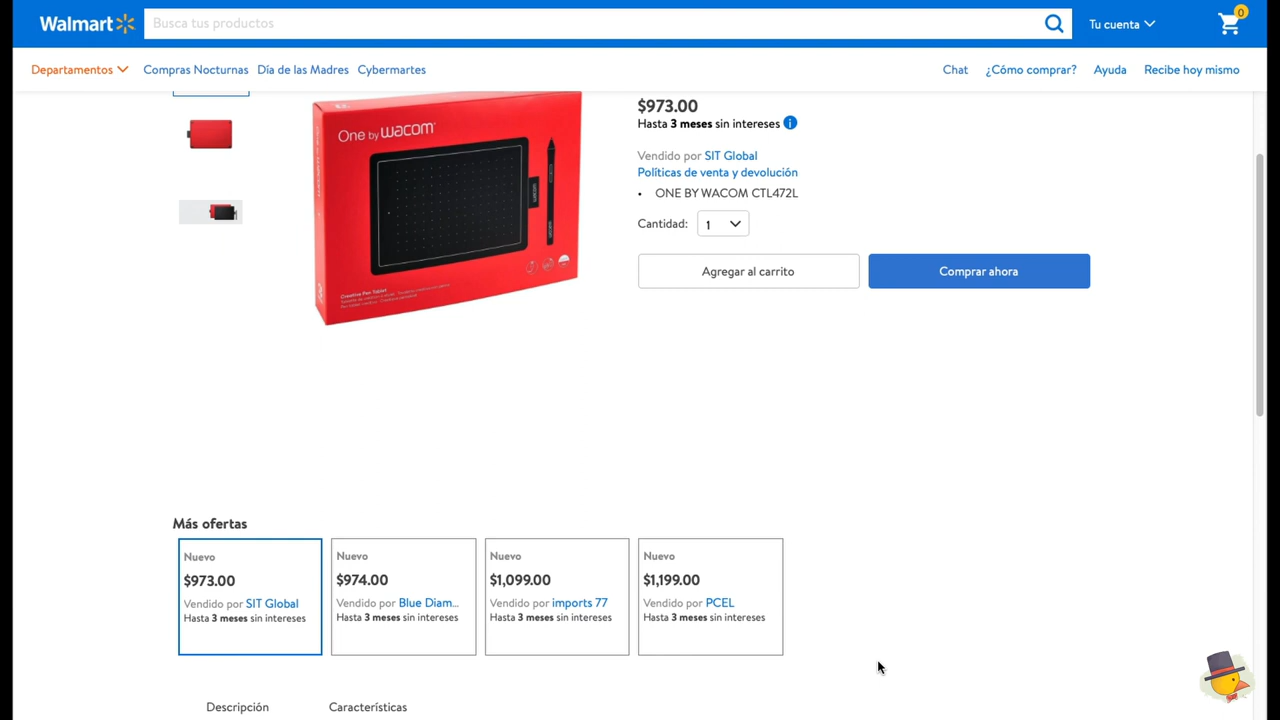 Walmart
Busca tus productos
Tu cuenta
0
Departamentos
Compras Nocturnas
Día de las Madres
Cybermartes
Chat
¿Cómo comprar?
Ayuda
Recibe hoy mismo
One by wacom
Creative Pen Tablet
$973.00
Hasta 3 meses sin intereses
Vendido por SIT Global
Políticas de venta y devolución
• ONE BY WACOM CTL472L
Cantidad: 1
Agregar al carrito
Comprar ahora
Más ofertas
Nuevo
$973.00
Vendido por SIT Global
Hasta 3 meses sin intereses
Nuevo
$974.00
Vendido por Blue Diam...
Hasta 3 meses sin intereses
Nuevo
$1,099.00
Vendido por imports 77
Hasta 3 meses sin intereses
Nuevo
$1,199.00
Vendido por PCEL
Hasta 3 meses sin intereses
Descripción
Características